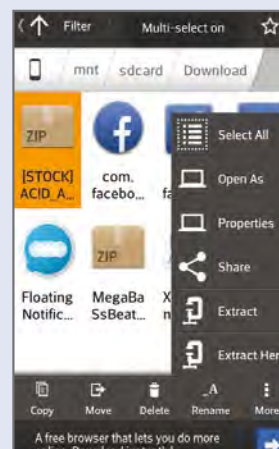 Filter
Multi-select on
mnt
sdcard
Download
ZIP
[STOCK]
ACID_A...
com.
facebo...
fa
Select All
Open As
Properties
Share
Extract
Extract Her
ZIP
Floating
Notific...
MegaBa
SsBeat...
X
n
Copy
Move
Delete
_A
Rename
More
A free browser that lets you do more